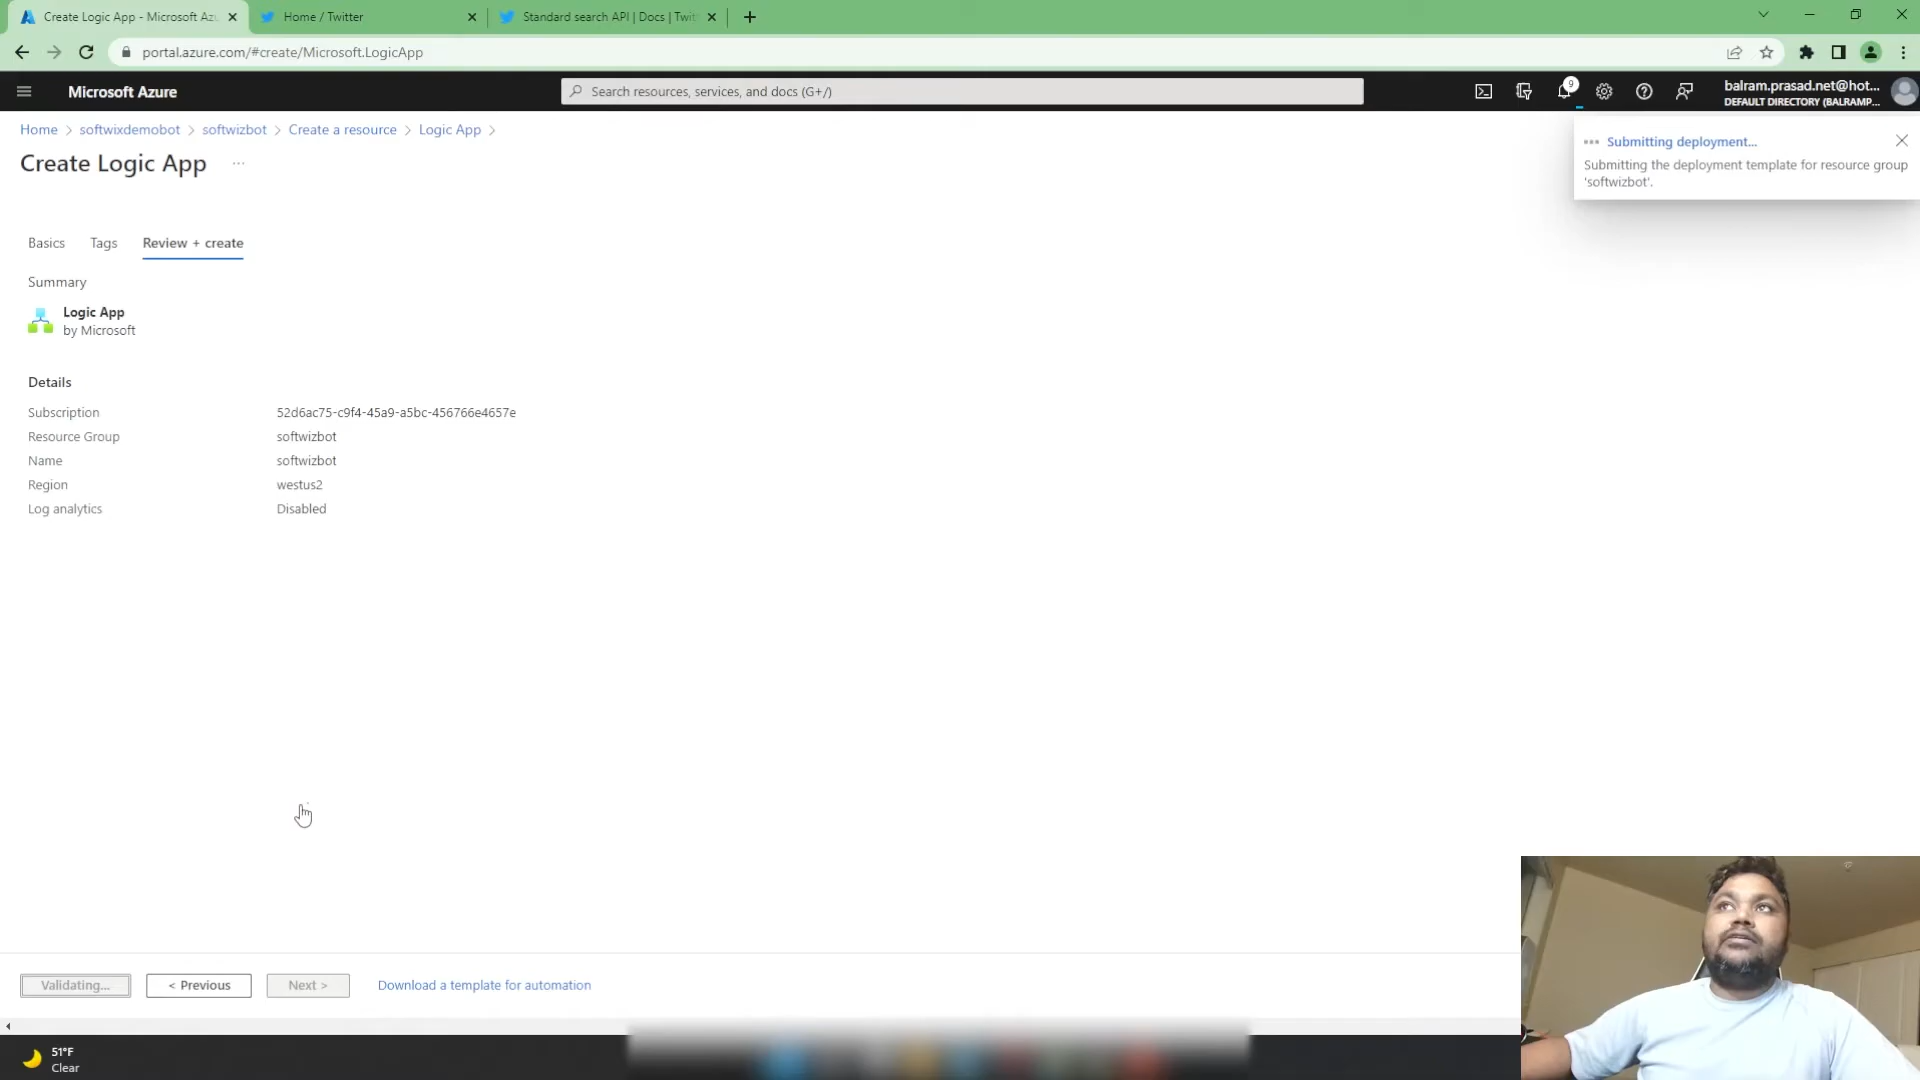 Create Logic App - Microsoft Azu
Home / Twitter
Standard search API | Docs | Twit
portal.azure.com/#create/Microsoft.LogicApp
Microsoft Azure
Search resources, services, and docs (G+/)
9
balram.prasad.net@hot...
DEFAULT DIRECTORY (BALRAMP...
Home > softwixdemobot > softwizbot > Create a resource > Logic App >
Create Logic App ...
Submitting deployment...
Submitting the deployment template for resource group
'softwizbot'.
Basics Tags Review + create
Summary
Logic App
by Microsoft
Details
Subscription 52d6ac75-c9f4-45a9-a5bc-456766e4657e
Resource Group softwizbot
Name softwizbot
Region westus2
Log analytics Disabled
Validating... < Previous Next > Download a template for automation
51°F
Clear